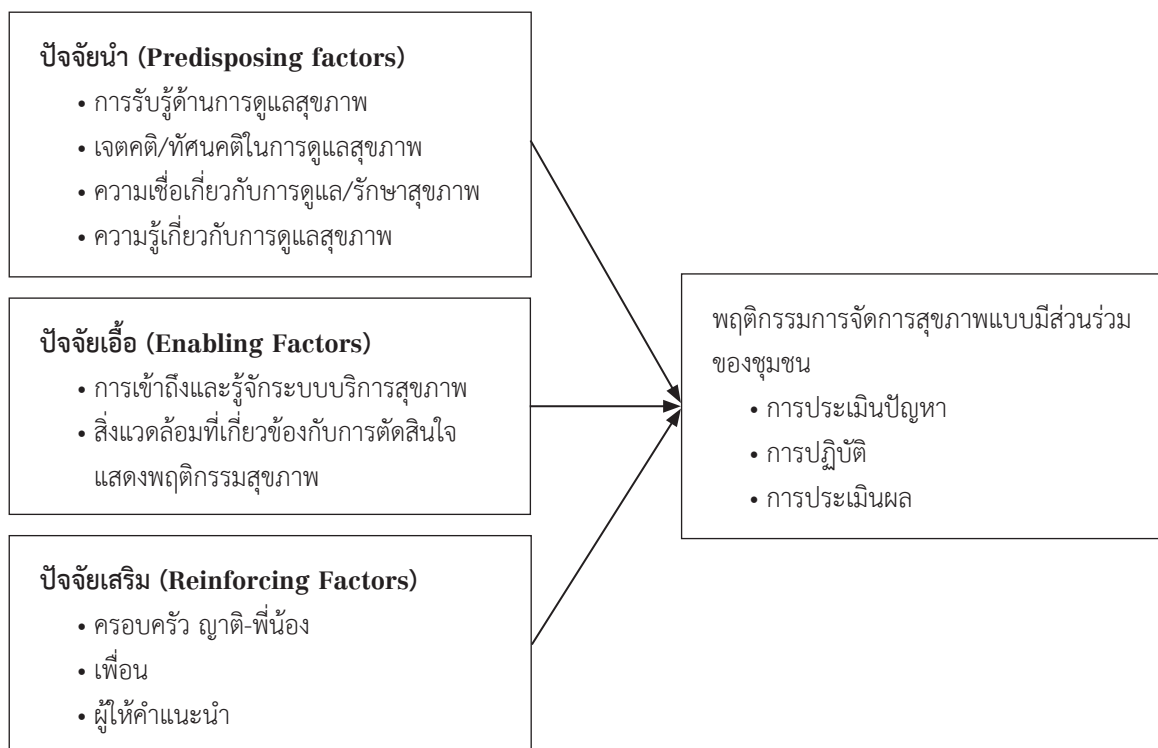 ปัจจัยนำ (Predisposing factors)
• การรับรู้ด้านการดูแลสุขภาพ
• เจตคติ/ทัศนคติในการดูแลสุขภาพ
• ความเชื่อเกี่ยวกับการดูแล/รักษาสุขภาพ
• ความรู้เกี่ยวกับการดูแลสุขภาพ
ปัจจัยเอื้อ (Enabling Factors)
• การเข้าถึงและรู้จักระบบบริการสุขภาพ
• สิ่งแวดล้อมที่เกี่ยวข้องกับการตัดสินใจ
แสดงพฤติกรรมสุขภาพ
ปัจจัยเสริม (Reinforcing Factors)
• ครอบครัว ญาติ-พี่น้อง
• เพื่อน
• ผู้ให้คำแนะนำ
พฤติกรรมการจัดการสุขภาพแบบมีส่วนร่วม
ของชุมชน
• การประเมินปัญหา
• การปฏิบัติ
• การประเมินผล